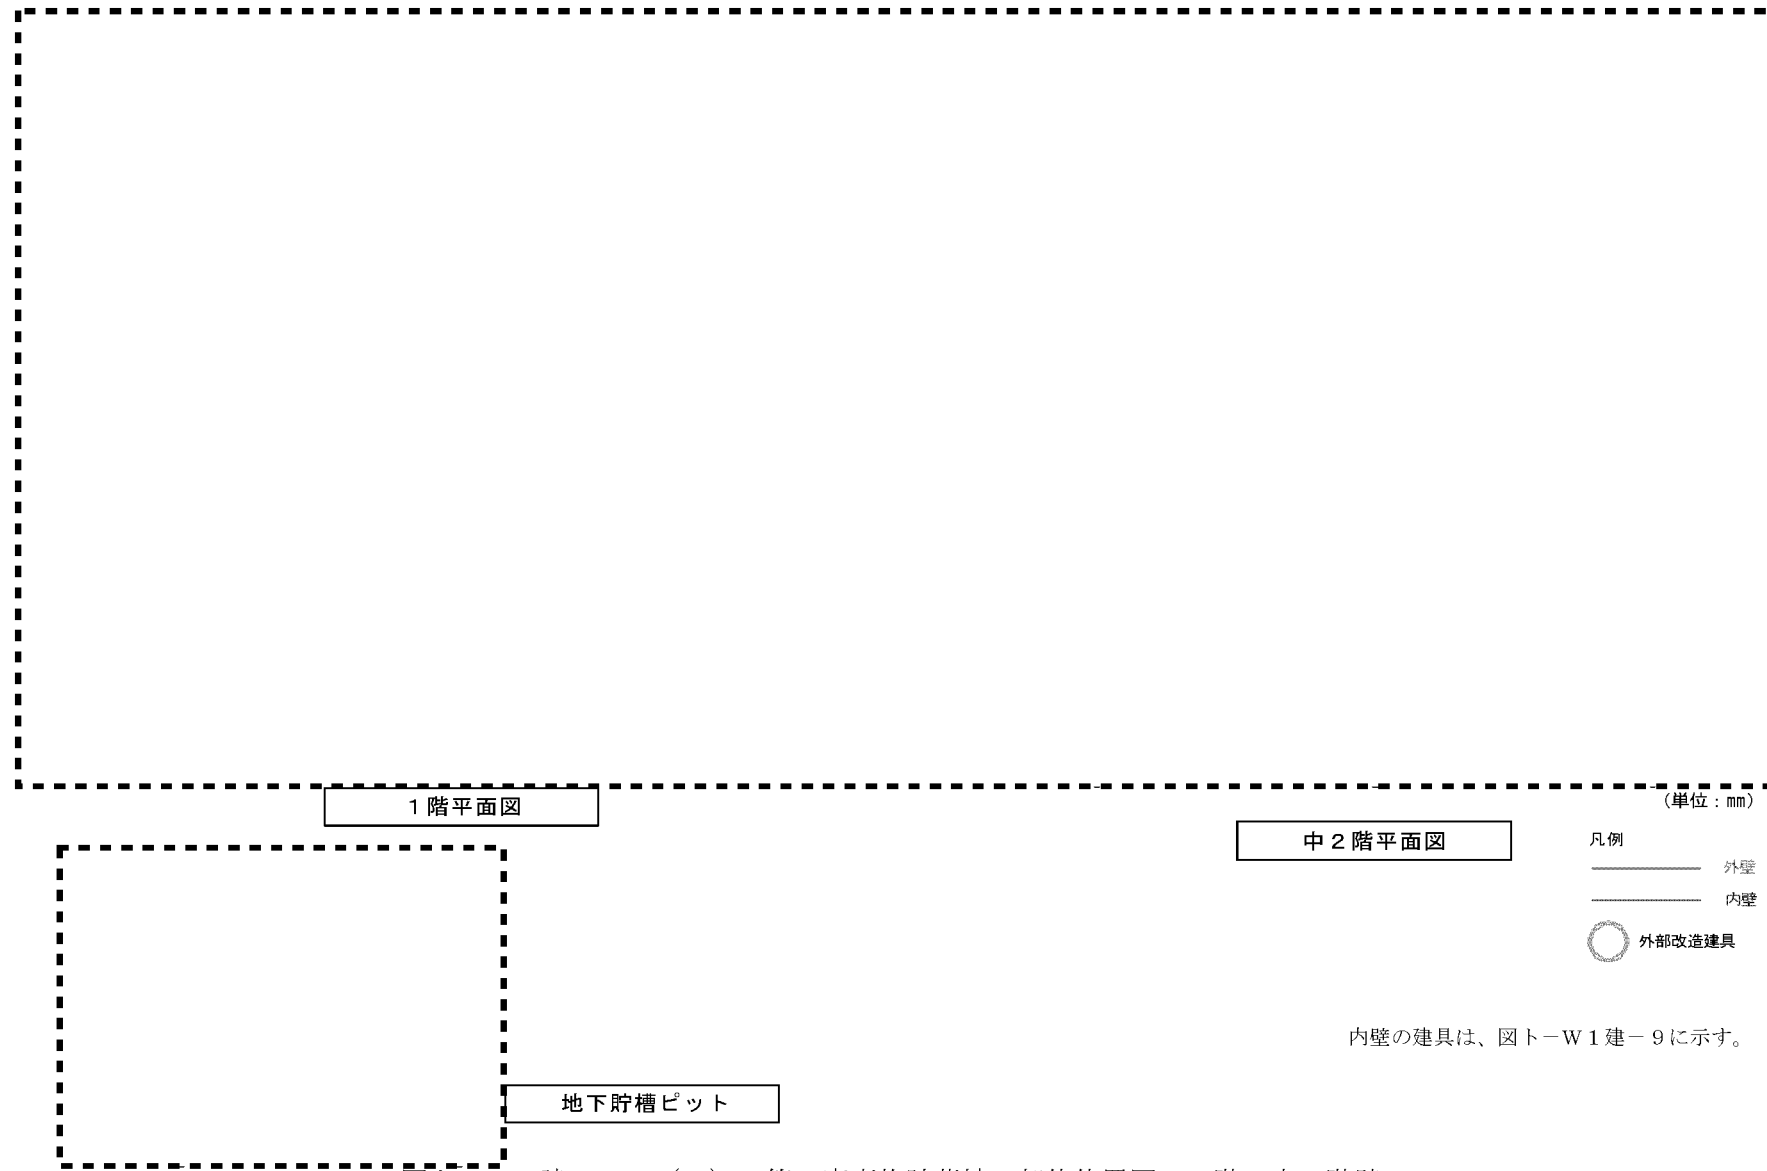 1階平面図
(単位：mm)
中2階平面図
凡例
外壁
内壁
外部改造建具
内壁の建具は、図ト－W1建－9に示す。
地下貯槽ピット